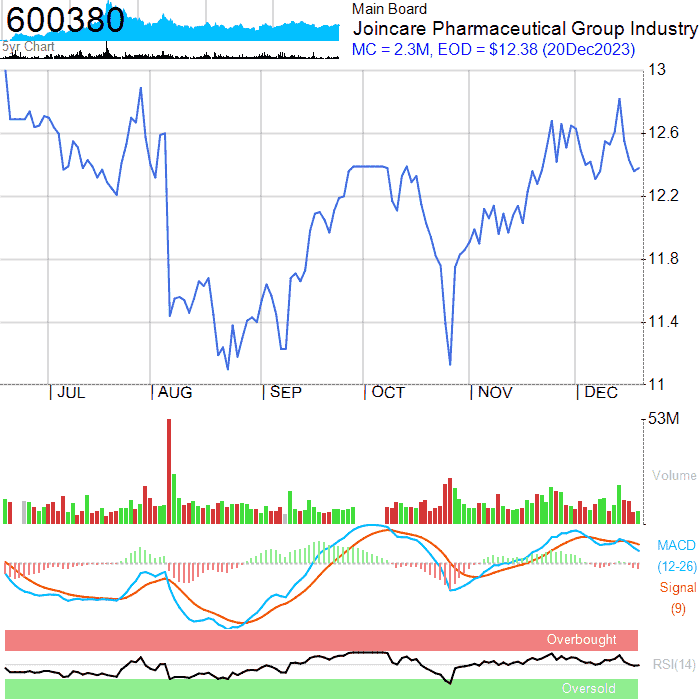 600380
5yr Chart
Main Board
Joincare Pharmaceutical Group Industry
MC = 2.3M, EOD = $12.38 (20Dec2023)
13
12.6
12.2
11.8
11.4
11
JUL AUG SEP OCT NOV DEC
53M
Volume
MACD
(12-26)
Signal
(9)
Overbought
RSI(14)
Oversold